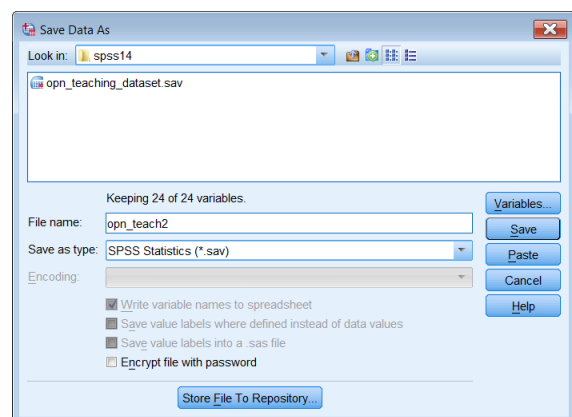 Save Data As
Look in: spss14
opn_teaching_dataset.sav
Keeping 24 of 24 variables.
Variables...
File name: opn_teach2
Save
Save as type: SPSS Statistics (*.sav)
Paste
Encoding:
Cancel
Write variable names to spreadsheet
Help
Save value labels where defined instead of data values
Save value labels into a .sas file
Encrypt file with password
Store File To Repository...